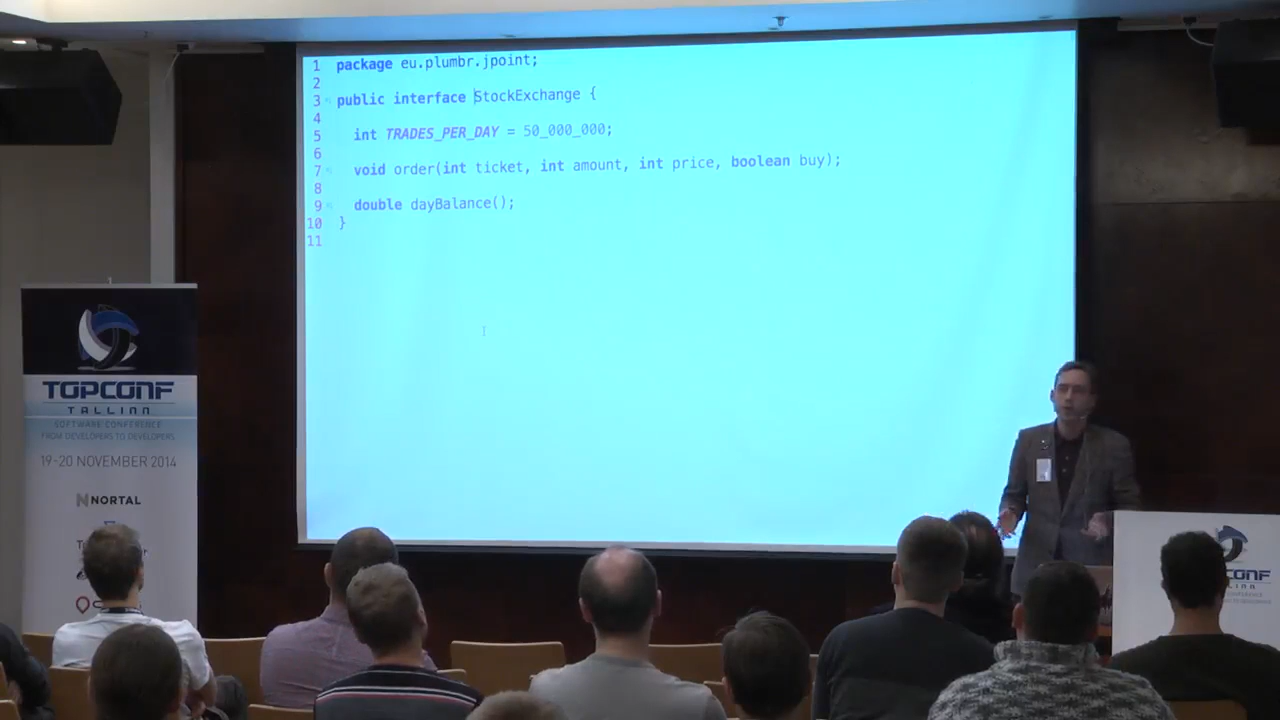 1 package eu.plumbr.jpoint;
2
3 public interface StockExchange {
4
5 int TRADES_PER_DAY = 50_000_000;
6
7 void order(int ticket, int amount, int price, boolean buy);
8
9 double dayBalance();
10 }
11
TOPCONF
TALLINN
SOFTWARE CONFERENCE
FROM DEVELOPERS TO DEVELOPERS
19-20 NOVEMBER 2014
NORTAL
CONF